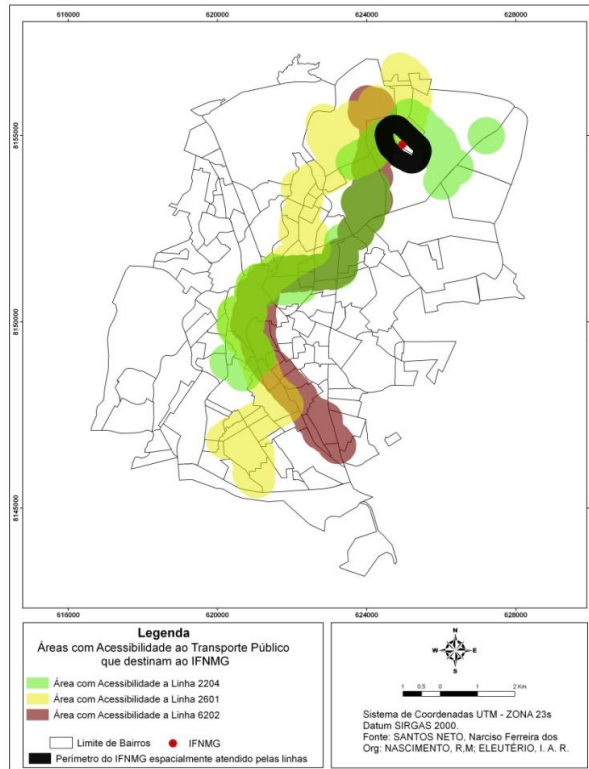 616000 620000 624000 628000
8155000
8150000
8145000
616000 620000 624000 628000
Legenda
Áreas com Acessibilidade ao Transporte Público
que destinam ao IFNMG
Área com Acessibilidade a Linha 2204
Área com Acessibilidade a Linha 2601
Área com Acessibilidade a Linha 6202
Limite de Bairros IFNMG
Perímetro do IFNMG espacialmente atendido pelas linhas
N
W E
S
1 0.5 0 1 2 Km
Sistema de Coordenadas UTM - ZONA 23s
Datum SIRGAS 2000.
Fonte: SANTOS NETO, Narciso Ferreira dos
Org: NASCIMENTO, R,M; ELEUTÉRIO, I. A. R.